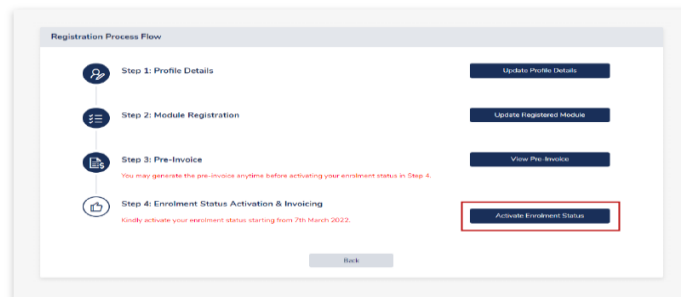 Registration Process Flow
Step 1: Profile Details
Update Profile Details
Step 2: Module Registration
Update Registered Module
Step 3: Pre-Invoice
View Pre-Invoice
You may generate the pre-invoice anytime before activating your enrolment status in Step 4.
Step 4: Enrolment Status Activation & Invoicing
Activate Enrolment Status
Kindly activate your enrolment status starting from 7th March 2022.
Back